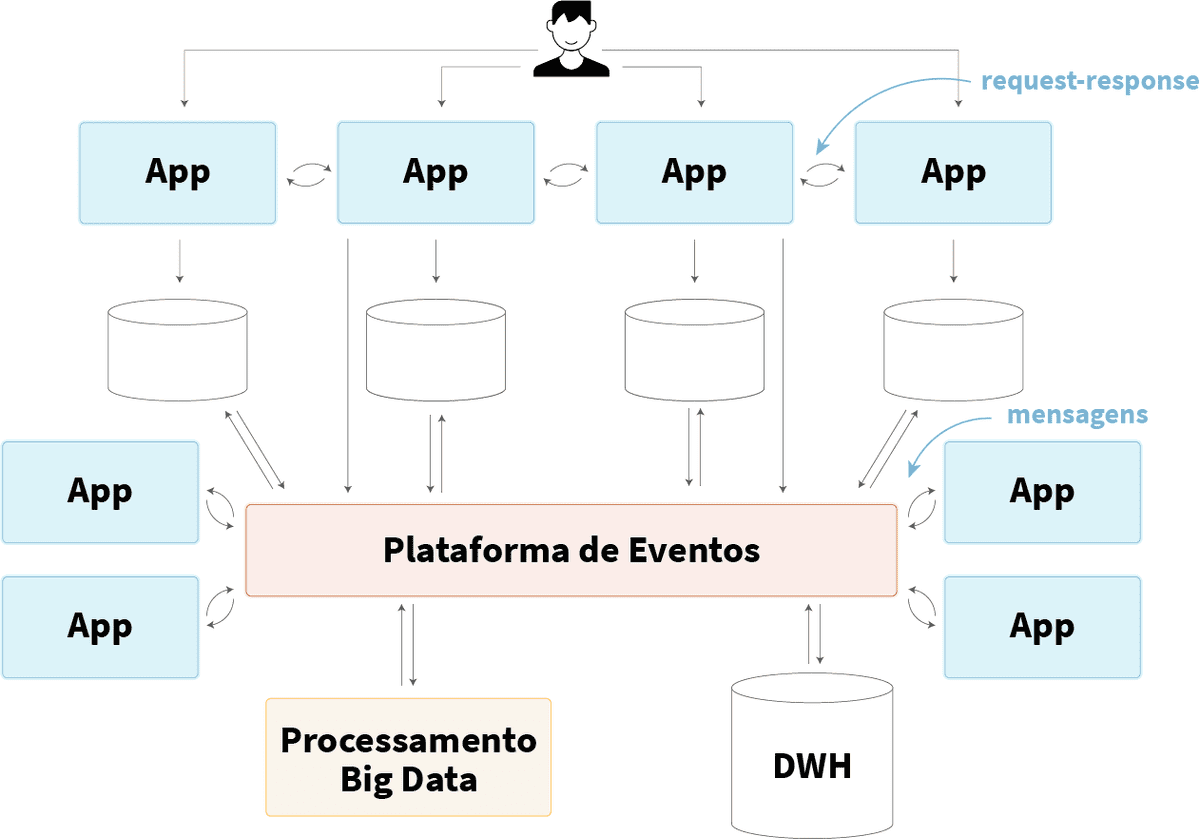 request-response
App
App
App
App
mensagens
App
App
Plataforma de Eventos
App
App
Processamento
Big Data
DWH